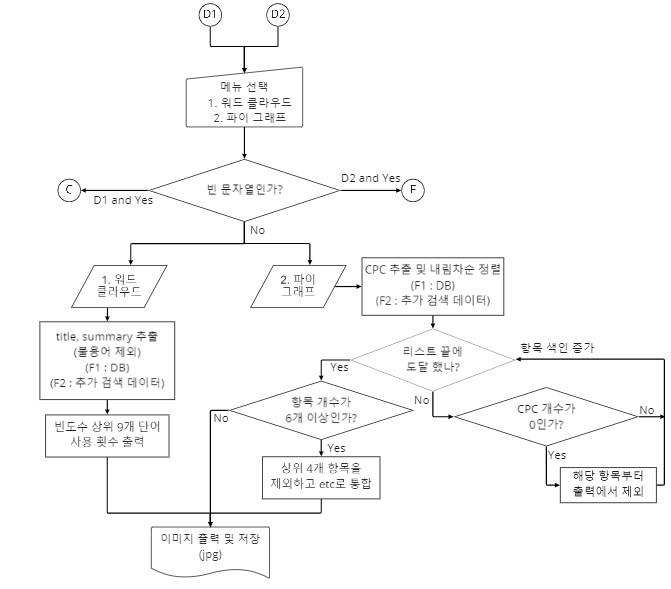 D1
D2
메뉴 선택
1. 워드 클라우드
2. 파이 그래프
빈 문자열인가?
C
D1 and Yes
D2 and Yes
F
No
1. 워드
클라우드
2. 파이
그래프
CPC 추출 및 내림차순 정렬
(F1 : DB)
(F2 : 추가 검색 데이터)
title, summary 추출
(불용어 제외)
(F1 : DB)
(F2 : 추가 검색 데이터)
리스트 끝에
도달 했나?
항목 색인 증가
Yes
No
항목 개수가
6개 이상인가?
No
Yes
CPC 개수가
0인가?
No
Yes
빈도수 상위 9개 단어
사용 횟수 출력
상위 4개 항목을
제외하고 etc로 통합
해당 항목부터
출력에서 제외
이미지 출력 및 저장
(jpg)